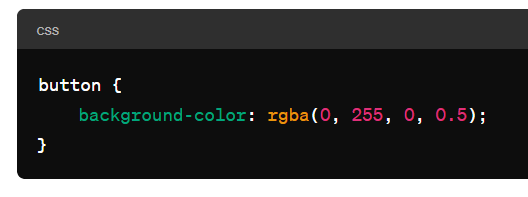 css
button {
    background-color: rgba(0, 255, 0, 0.5);
}